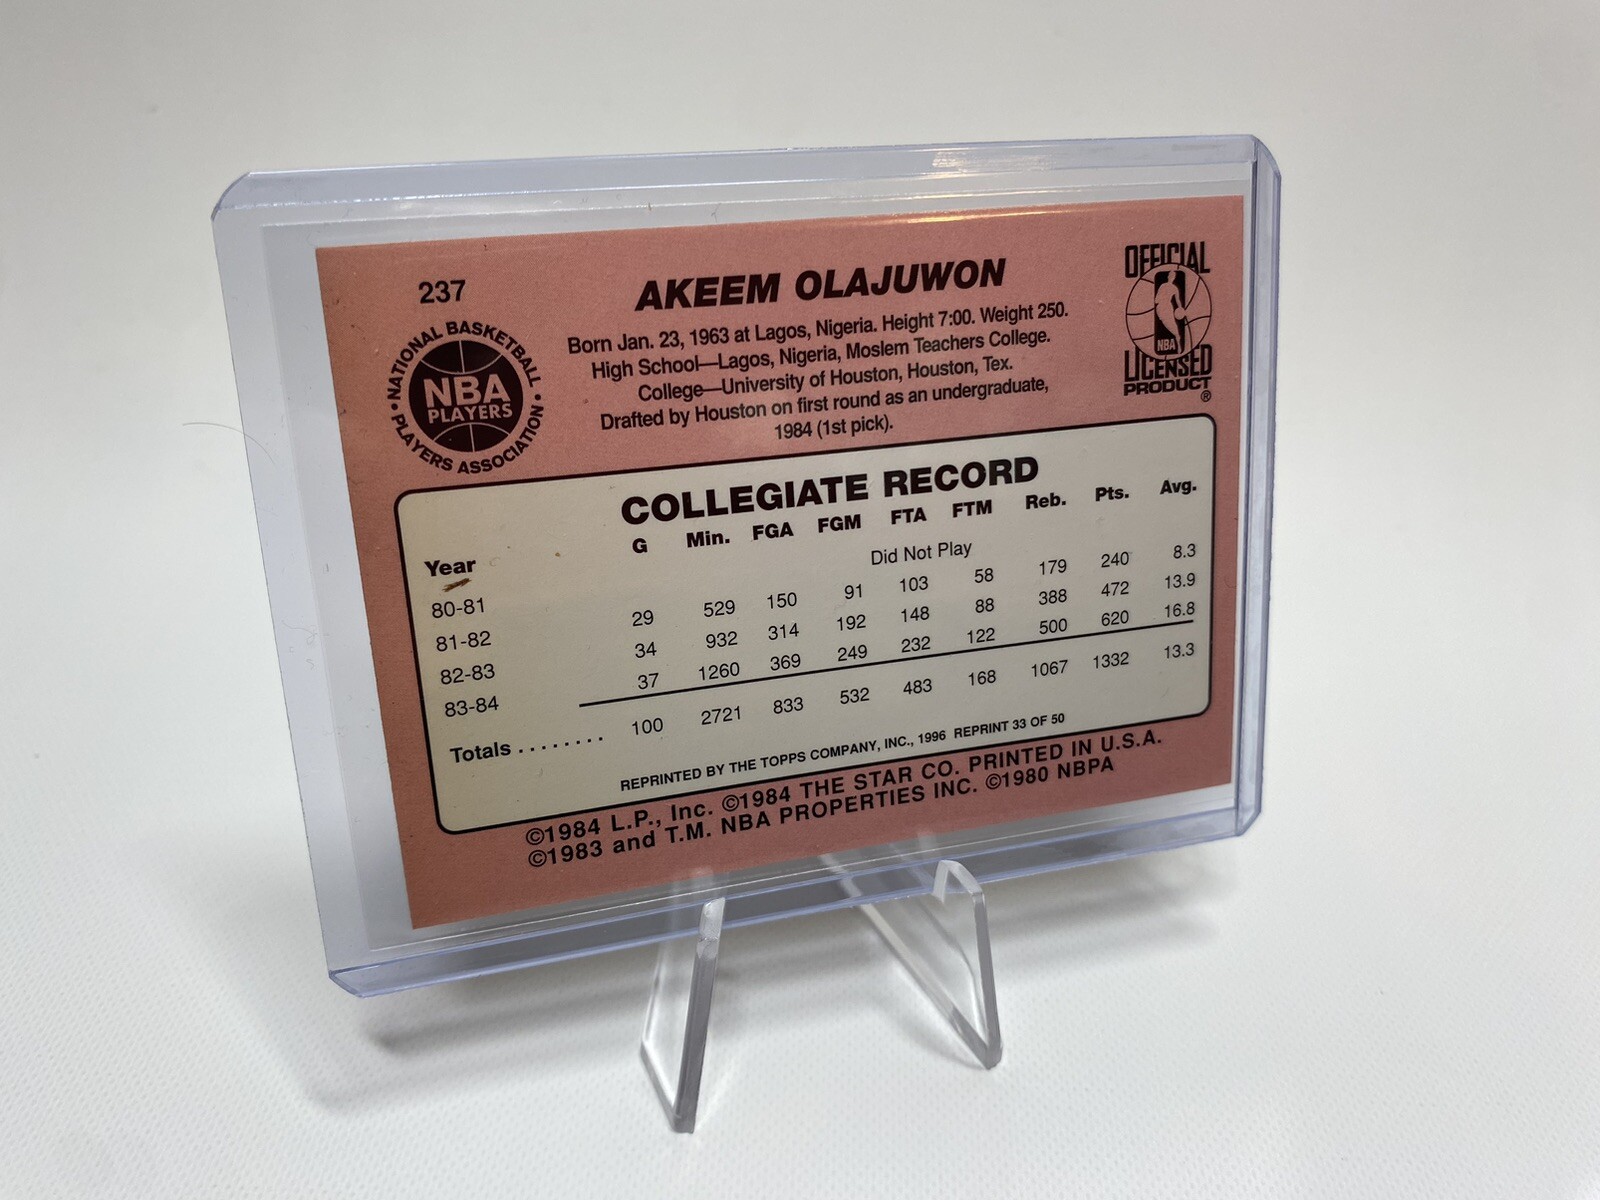 237
AKEEM OLAJUWON
Born Jan. 23, 1963 at Lagos, Nigeria. Height 7:00. Weight 250.
High School—Lagos, Nigeria, Moslem Teachers College.
College—University of Houston, Houston, Tex.
Drafted by Houston on first round as an undergraduate,
1984 (1st pick).
NATIONAL BASKETBALL
NBA
PLAYERS
• PLAYERS ASSOCIATION •
OFFICIAL
NBA
LICENSED
PRODUCT
®
COLLEGIATE RECORD
Year G Min. FGA FGM FTA FTM Reb. Pts. Avg.
80-81 Did Not Play
81-82 29 529 150 91 103 58 179 240 8.3
82-83 34 932 314 192 148 88 388 472 13.9
83-84 37 1260 369 249 232 122 500 620 16.8
Totals ........ 100 2721 833 532 483 168 1067 1332 13.3
REPRINTED BY THE TOPPS COMPANY, INC., 1996 REPRINT 33 OF 50
©1984 L.P., Inc. ©1984 THE STAR CO. PRINTED IN U.S.A.
©1983 and T.M. NBA PROPERTIES INC. ©1980 NBPA